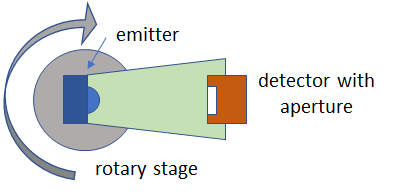 emitter
detector with
aperture
rotary stage